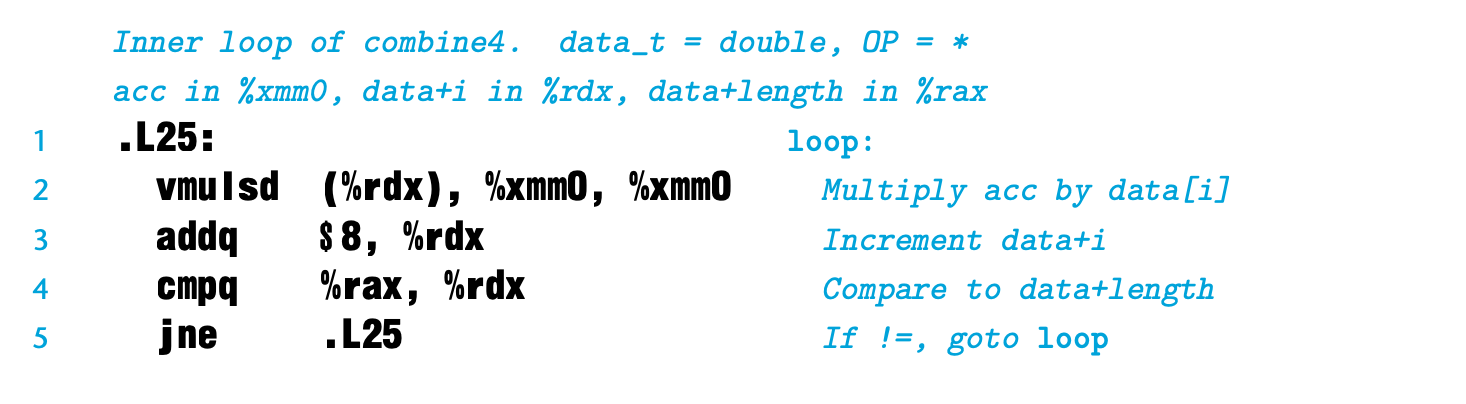 Inner loop of combine4. data_t = double, OP = *
acc in %xmm0, data+i in %rdx, data+length in %rax
1 .L25: loop:
2 vmulsd (%rdx), %xmm0, %xmm0 Multiply acc by data[i]
3 addq $8, %rdx Increment data+i
4 cmpq %rax, %rdx Compare to data+length
5 jne .L25 If !=, goto loop